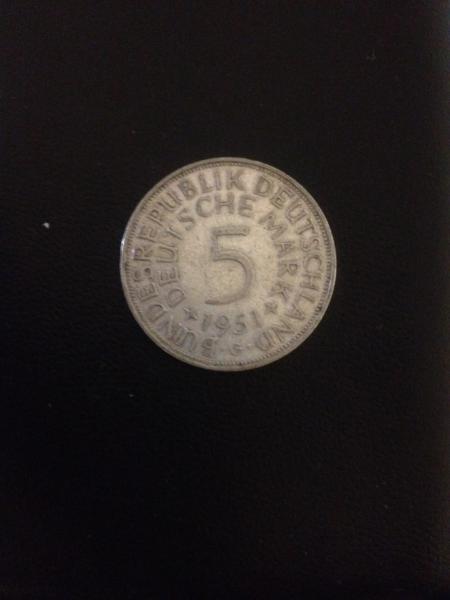 BUNDESREPUBLIK DEUTSCHLAND
DEUTSCHE MARK
5
1951
G